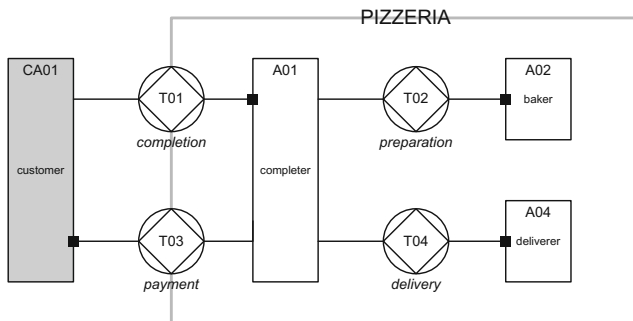 PIZZERIA
CA01
A01
A02
T01
T02
baker
completion
preparation
customer
completer
A04
T03
T04
deliverer
payment
delivery